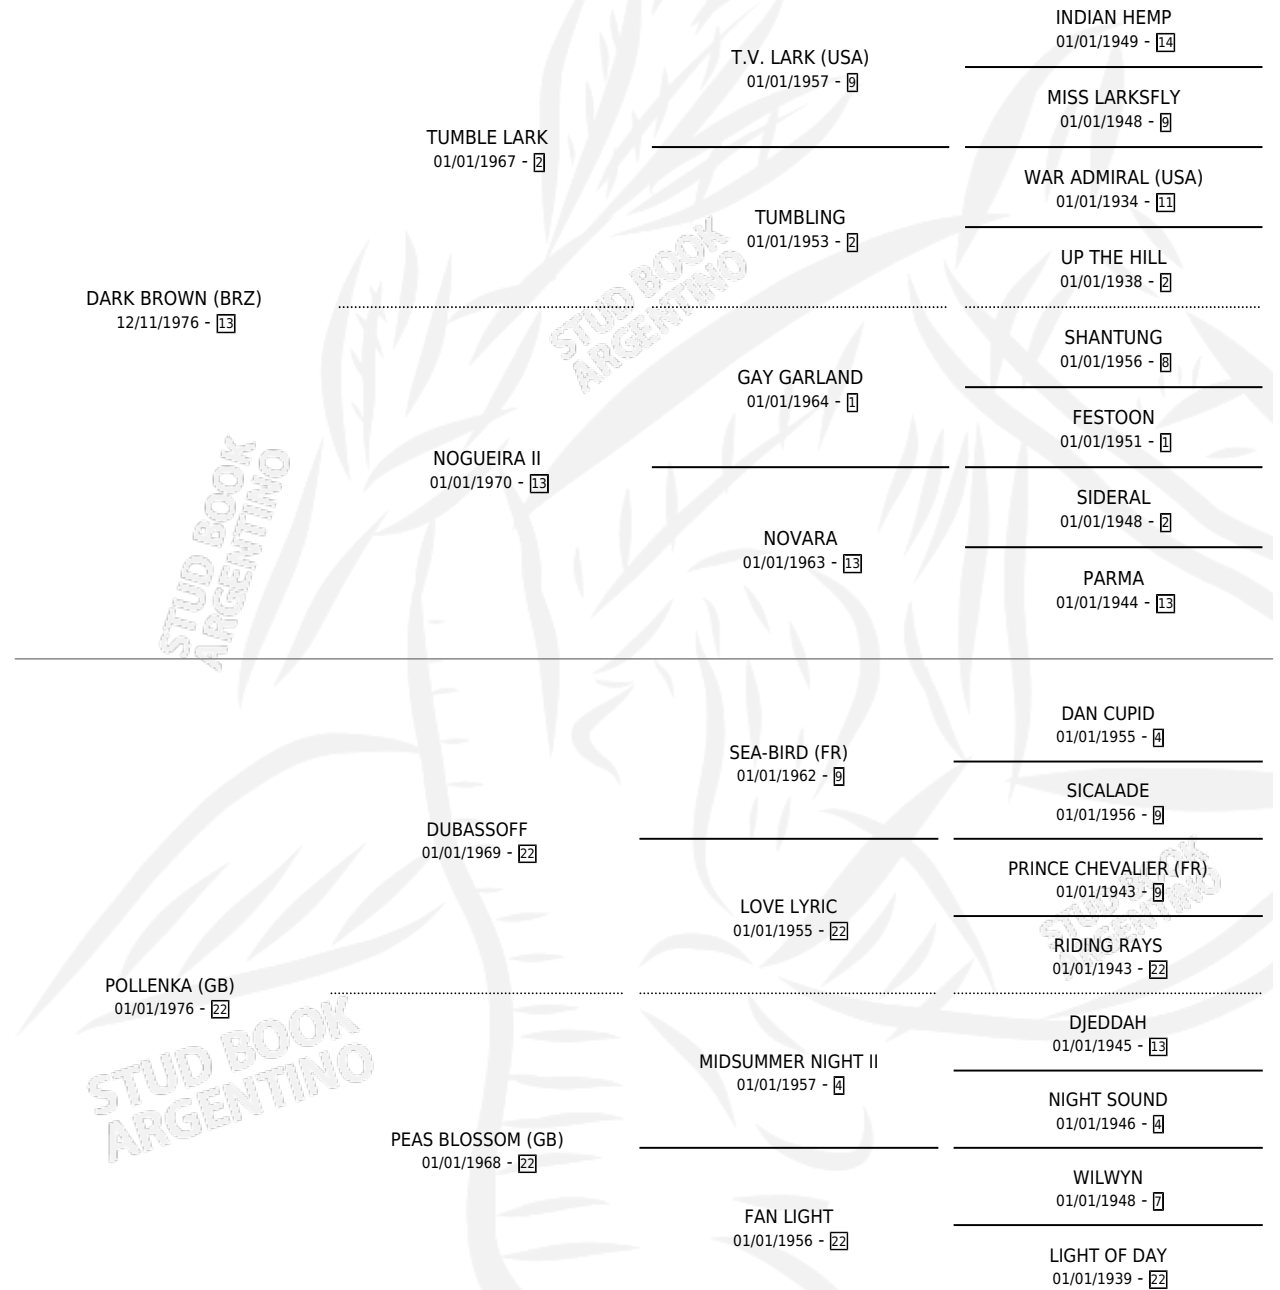 INDIAN HEMP
01/01/1949 - 14
T.V. LARK (USA)
01/01/1957 - 9
MISS LARKSFLY
01/01/1948 - 9
TUMBLE LARK
01/01/1967 - 2
WAR ADMIRAL (USA)
01/01/1934 - 11
TUMBLING
01/01/1953 - 2
UP THE HILL
01/01/1938 - 2
DARK BROWN (BRZ)
12/11/1976 - 13
STUD BOOK
ARGENTINO
SHANTUNG
01/01/1956 - 8
GAY GARLAND
01/01/1964 - 1
FESTOON
01/01/1951 - 1
NOGUEIRA II
01/01/1970 - 13
SIDERAL
01/01/1948 - 2
NOVARA
01/01/1963 - 13
PARMA
01/01/1944 - 13
STUD BOOK
ARGENTINO
DAN CUPID
01/01/1955 - 4
SEA-BIRD (FR)
01/01/1962 - 9
SICALADE
01/01/1956 - 9
DUBASSOFF
01/01/1969 - 22
PRINCE CHEVALIER (FR)
01/01/1943 - 9
LOVE LYRIC
01/01/1955 - 22
RIDING RAYS
01/01/1943 - 22
STUD BOOK
ARGENTINO
POLLENKA (GB)
01/01/1976 - 22
DJEDDAH
01/01/1945 - 13
MIDSUMMER NIGHT II
01/01/1957 - 4
NIGHT SOUND
01/01/1946 - 4
STUD BOOK
ARGENTINO
PEAS BLOSSOM (GB)
01/01/1968 - 22
WILWYN
01/01/1948 - 7
FAN LIGHT
01/01/1956 - 22
LIGHT OF DAY
01/01/1939 - 22